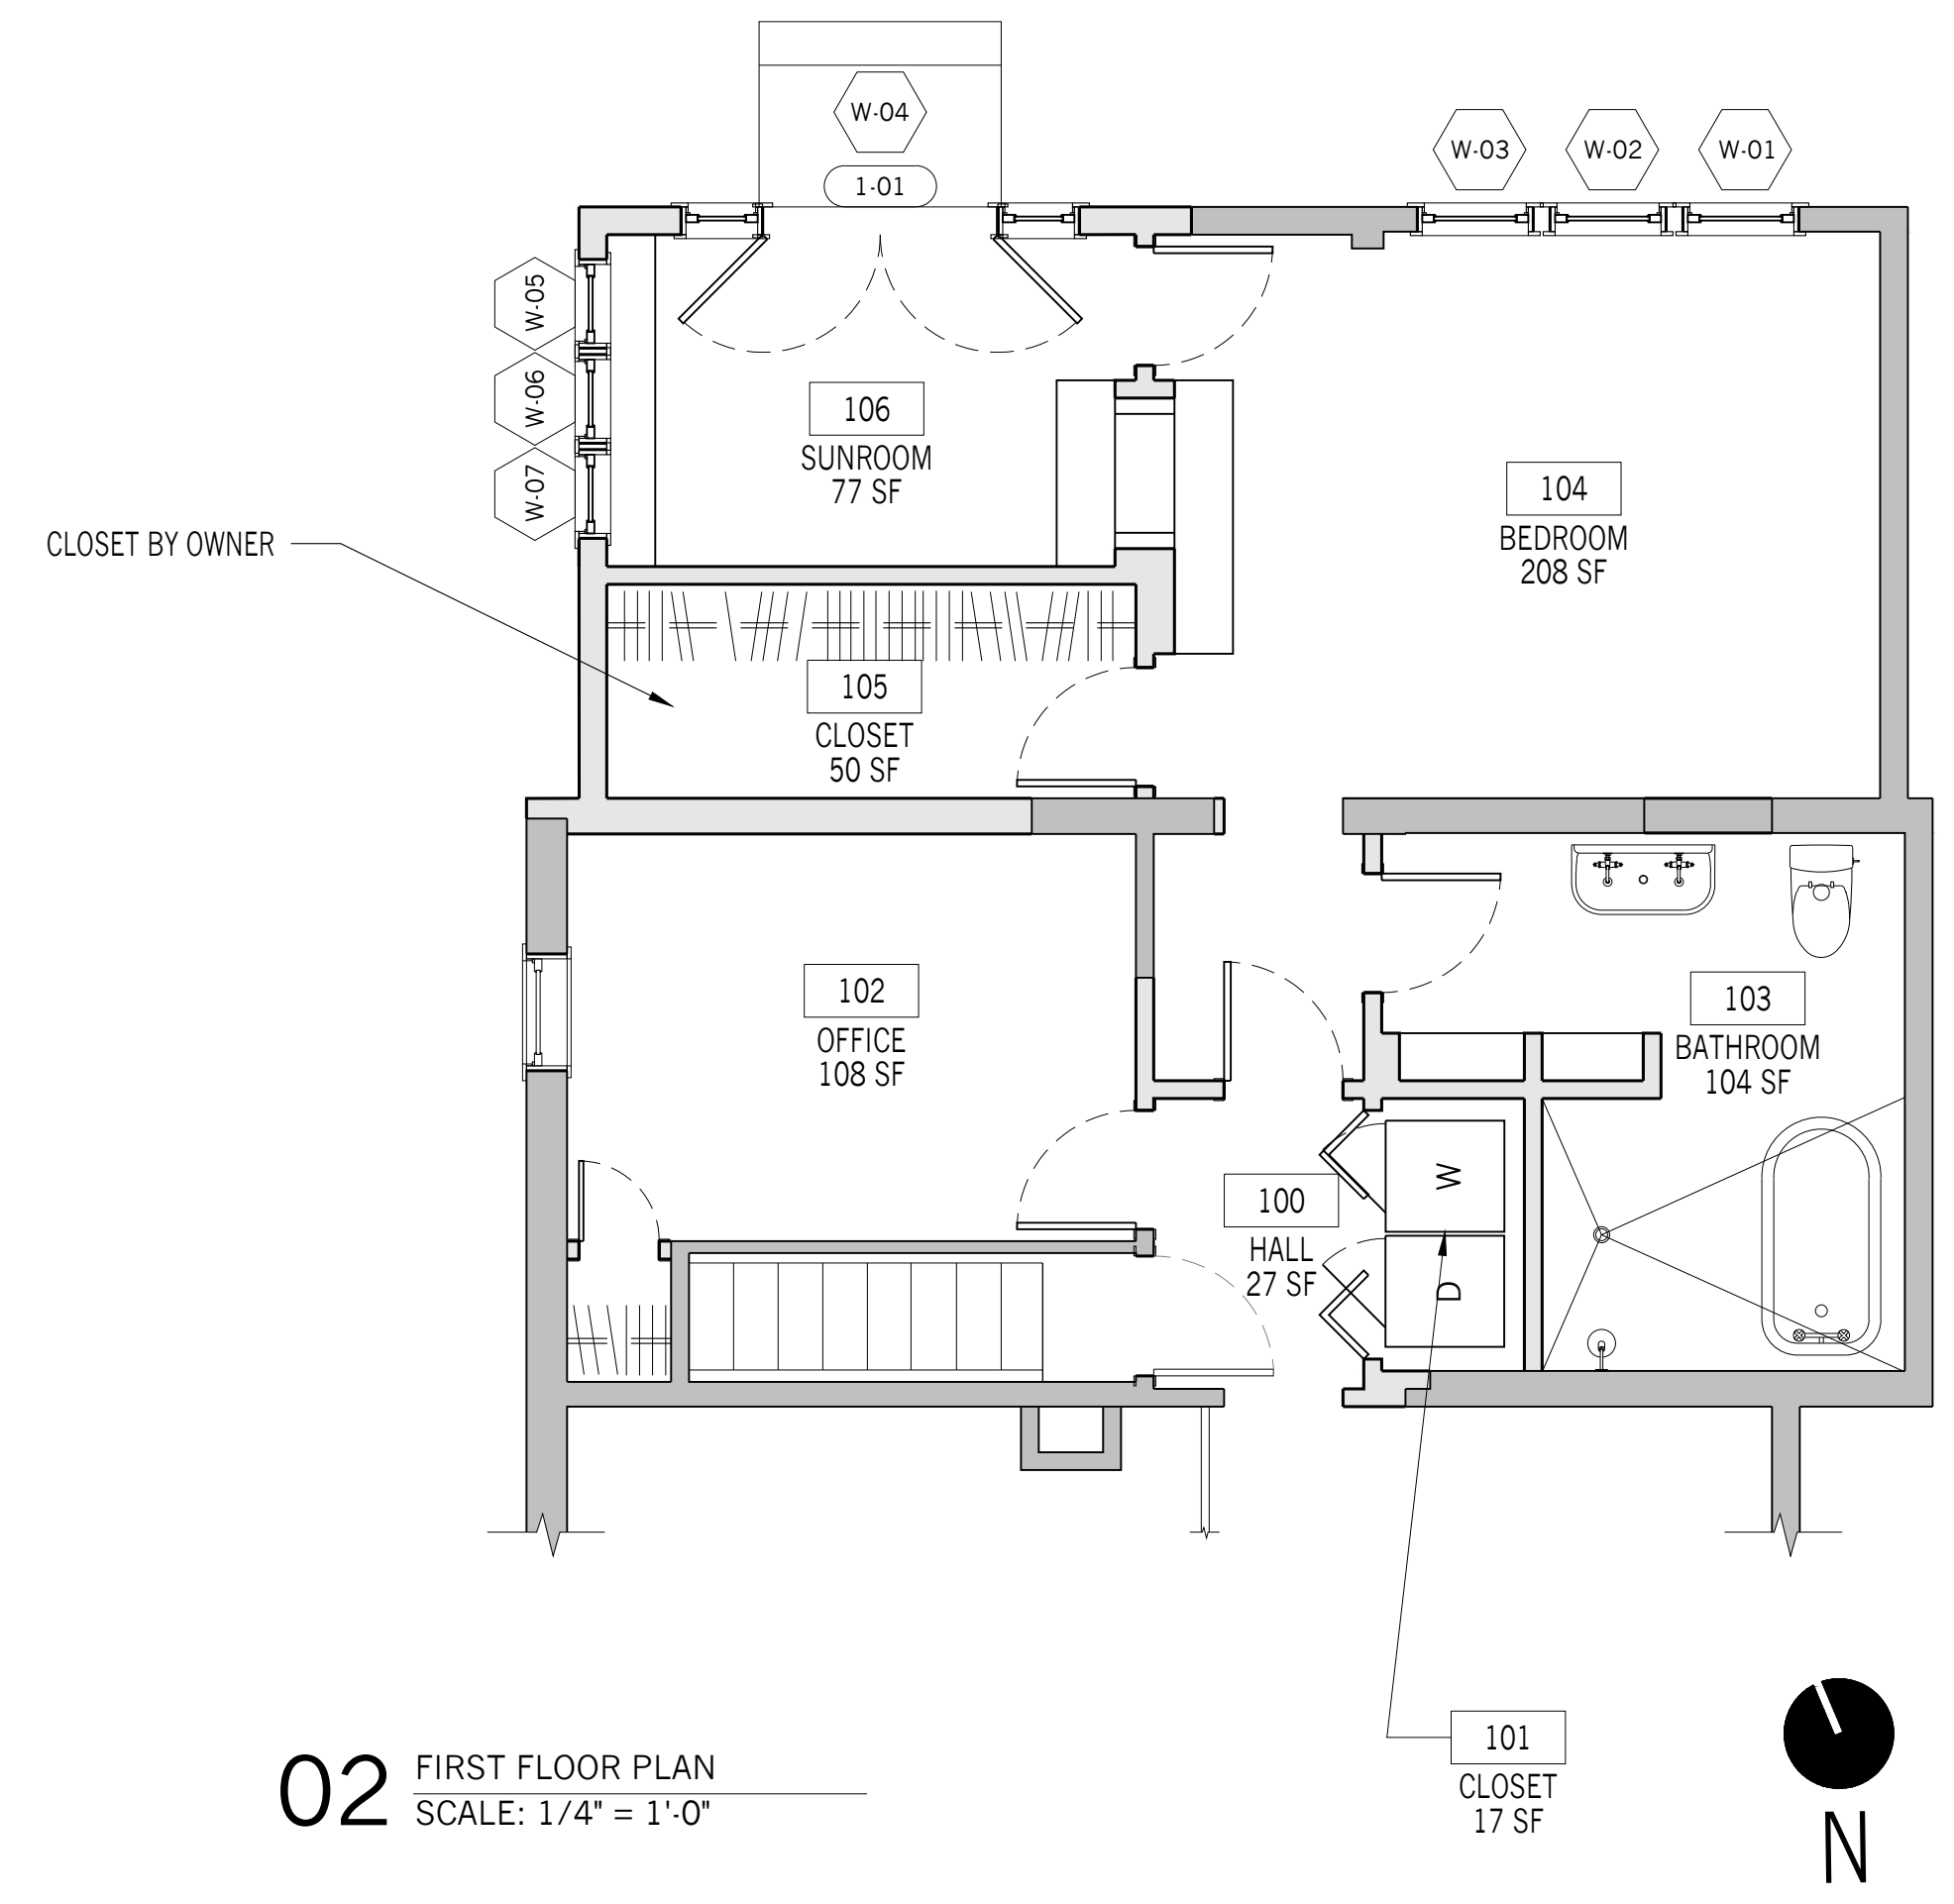 W-04
1-01
W-03
W-02
W-01
W-05
W-06
W-07
106
SUNROOM
77 SF
104
BEDROOM
208 SF
CLOSET BY OWNER
105
CLOSET
50 SF
102
OFFICE
108 SF
103
BATHROOM
104 SF
W
100
HALL
27 SF
D
101
CLOSET
17 SF
02
FIRST FLOOR PLAN
SCALE: 1/4" = 1'-0"
N